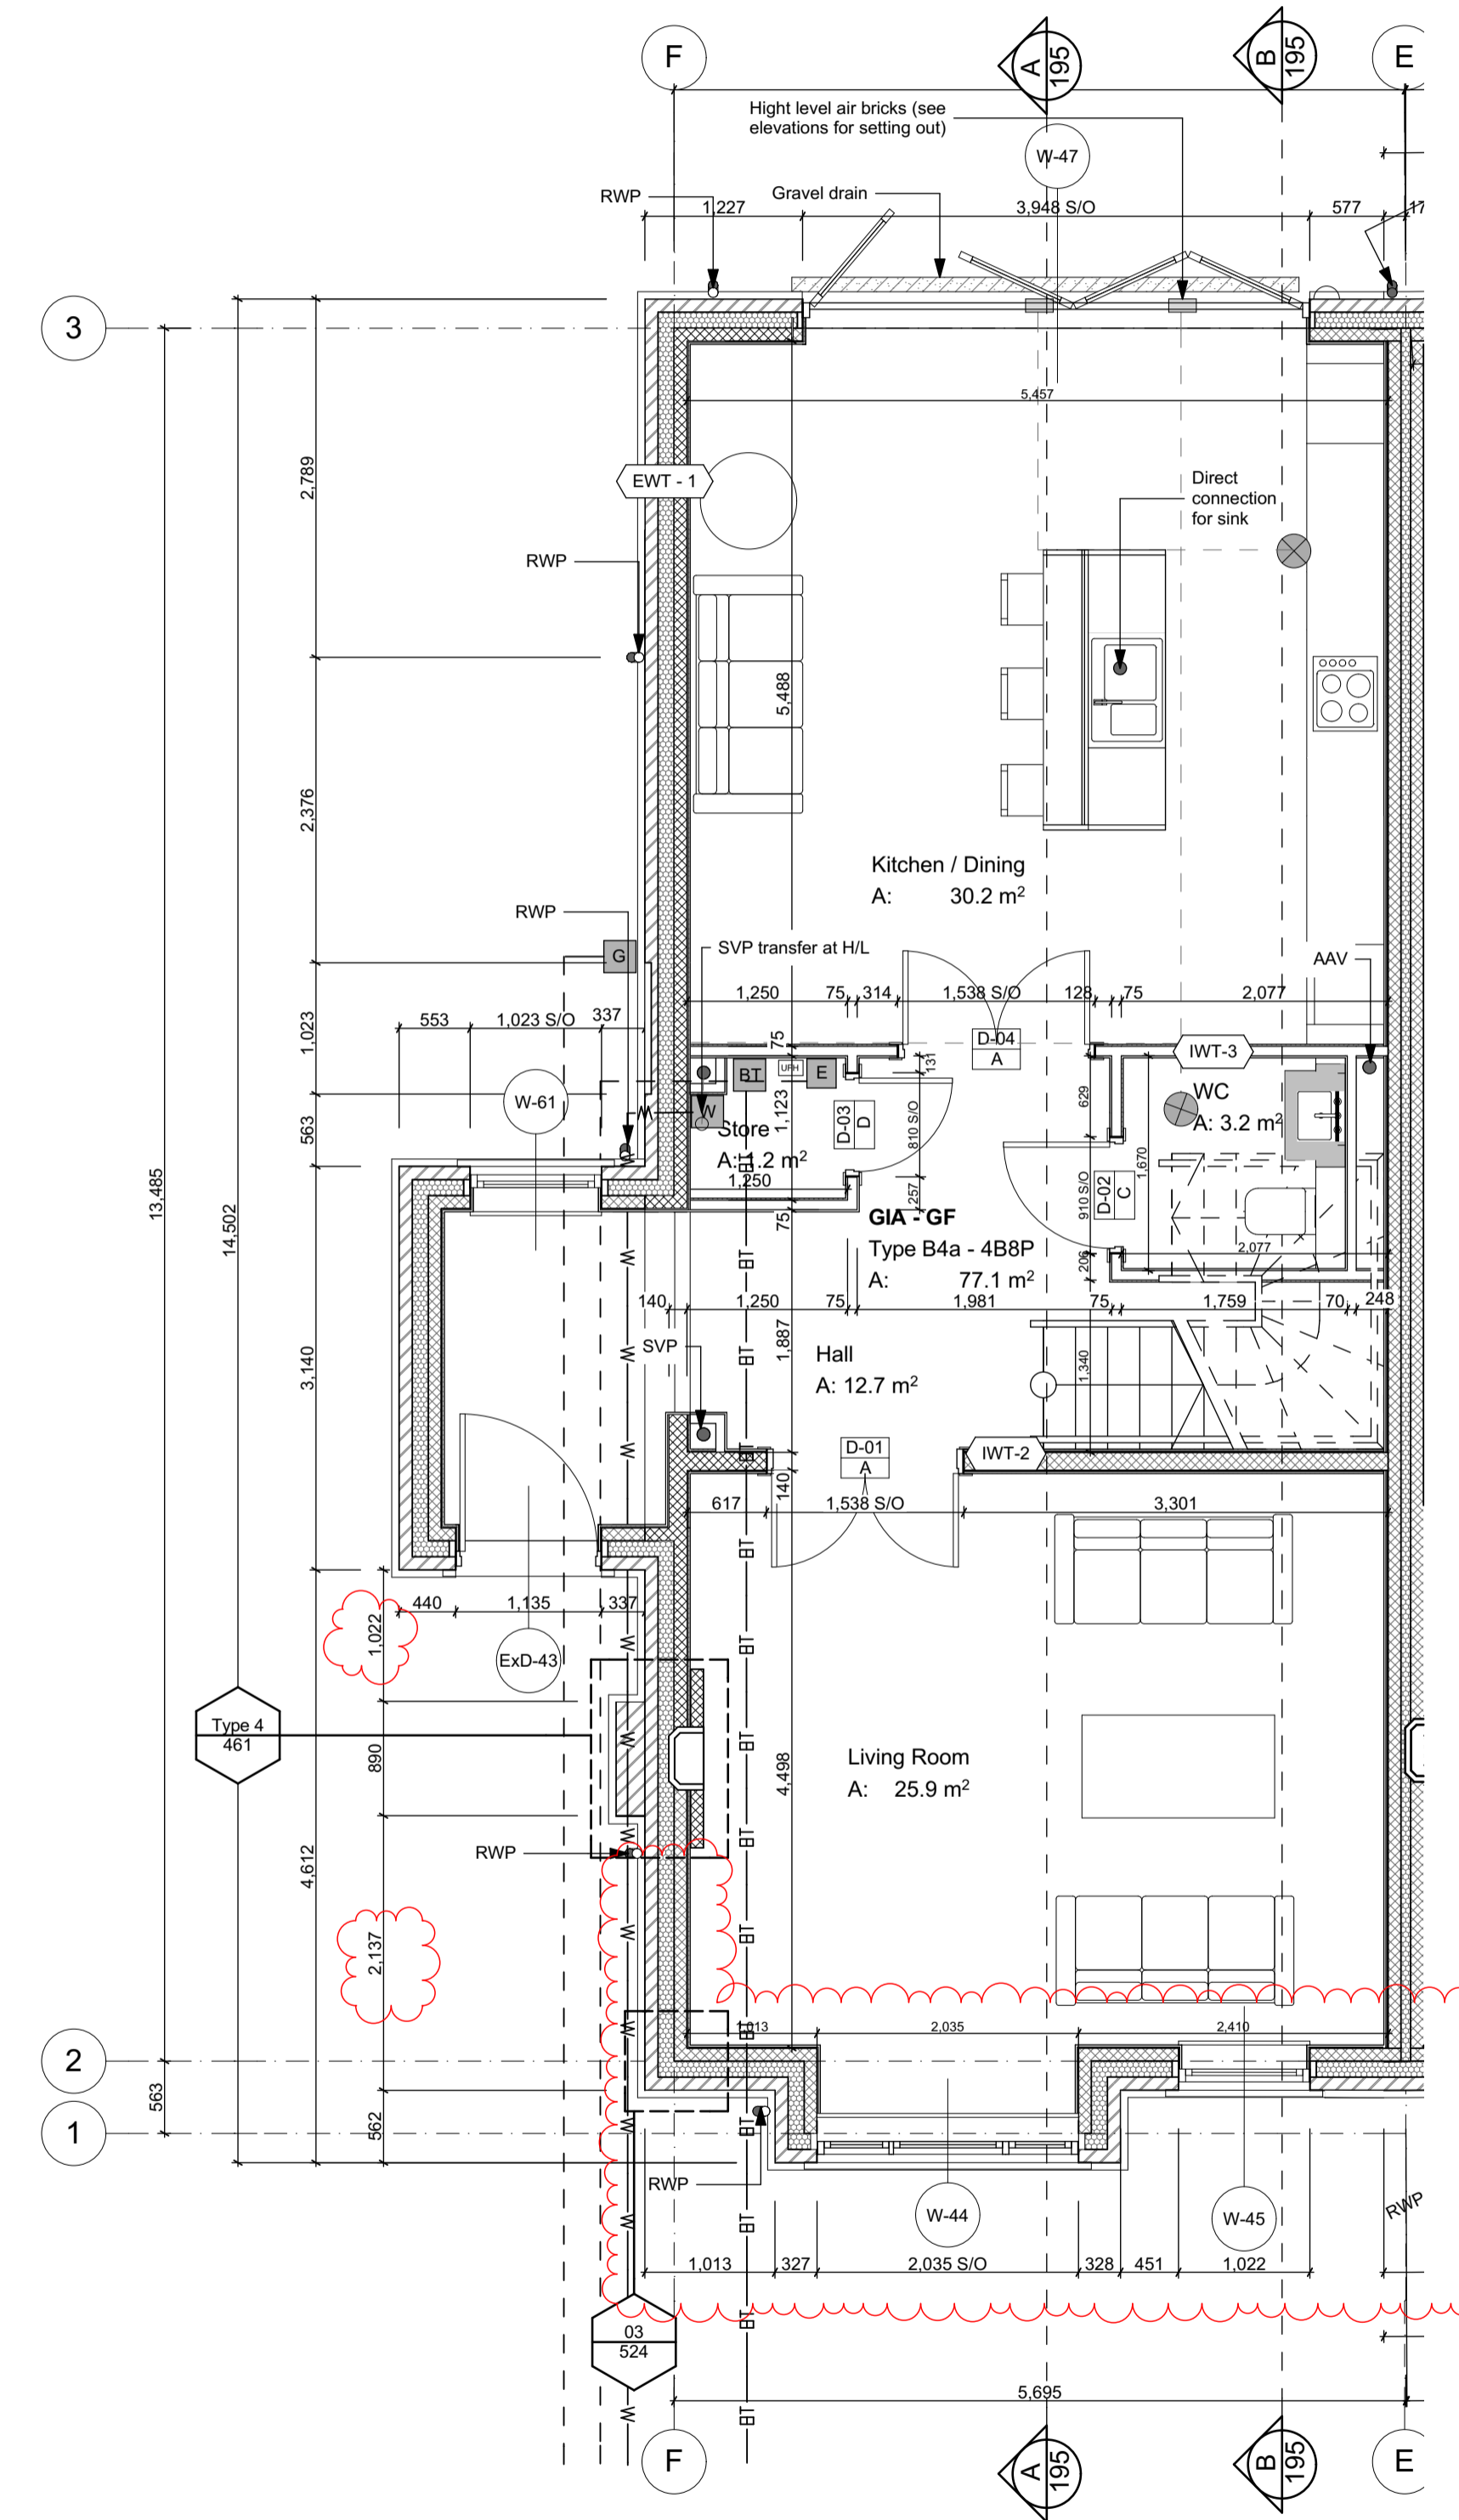 F
A
195
B
195
E
Hight level air bricks (see
elevations for setting out)
W-47
RWP
Gravel drain
1,227
3,948 S/O
577
17
3
5,457
2,789
EWT - 1
Direct
connection
for sink
RWP
5,488
2,376
13,485
14,502
Kitchen / Dining
A: 30.2 m²
RWP
G
SVP transfer at H/L
AAV
553
1,023 S/O
337
1,250
75
314
1,538 S/O
128
75
2,077
1,023
75
D-04
A
131
IWT-3
W-61
BT
UFH
E
W
Store
A: 1.2 m²
1,123
D-03
D
810 S/O
629
WC
A: 3.2 m²
1,670
563
1,250
257
D-02
C
910 S/O
75
GIA - GF
Type B4a - 4B8P
A: 77.1 m²
206
2,077
140
1,250
75
1,981
75
1,759
70
248
3,140
SVP
1,887
Hall
A: 12.7 m²
1,340
W
BT
D-01
A
IWT-2
140
617
1,538 S/O
3,301
440
1,135
337
1,022
ExD-43
Type 4
461
890
4,498
Living Room
A: 25.9 m²
4,612
RWP
2,137
1,013
2,035
2,410
2
563
1
562
RWP
W-44
W-45
RWP
1,013
327
2,035 S/O
328
451
1,022
03
524
5,695
W
BT
F
A
195
B
195
E